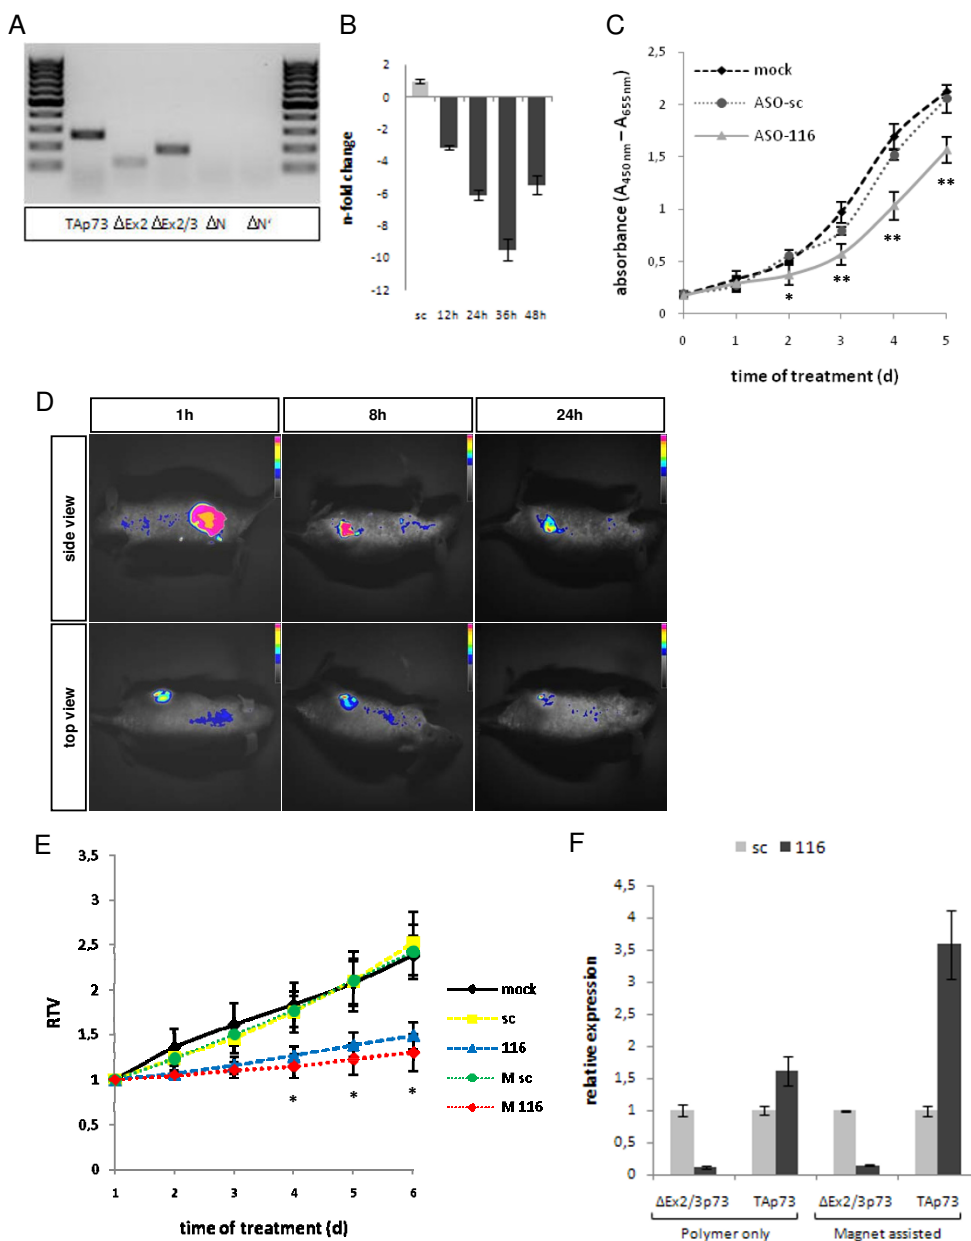 A
TAp73 ΔEx2 ΔEx2/3 ΔN ΔN'
B
n-fold change
2
0
-2
-4
-6
-8
-10
-12
sc 12h 24h 36h 48h
C
absorbance (A450 nm – A655 nm)
2,5
2
1,5
1
0,5
0
mock
ASO-sc
ASO-116
*
**
**
**
0 1 2 3 4 5
time of treatment (d)
D
1h 8h 24h
side view
top view
E
RTV
3,5
3
2,5
2
1,5
1
0,5
0
mock
sc
116
M sc
M 116
* * *
1 2 3 4 5 6
time of treatment (d)
F
sc 116
relative expression
4,5
4
3,5
3
2,5
2
1,5
1
0,5
0
ΔEx2/3p73 TAp73 ΔEx2/3p73 TAp73
Polymer only Magnet assisted